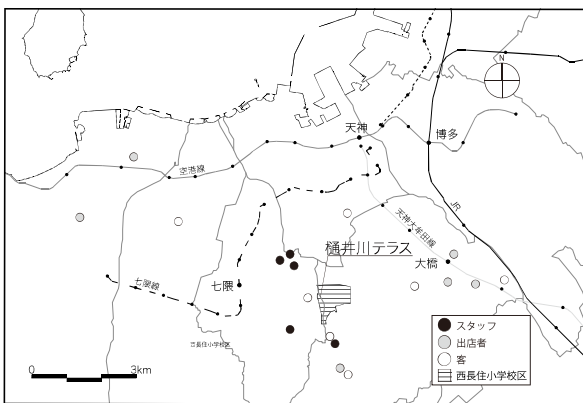 N
天神
博多
空港線
JR
天神大牟田線
樋井川テラス
大橋
七隈
七隈線
西長住小学校区
スタッフ
出店者
客
西長住小学校区
0 3km